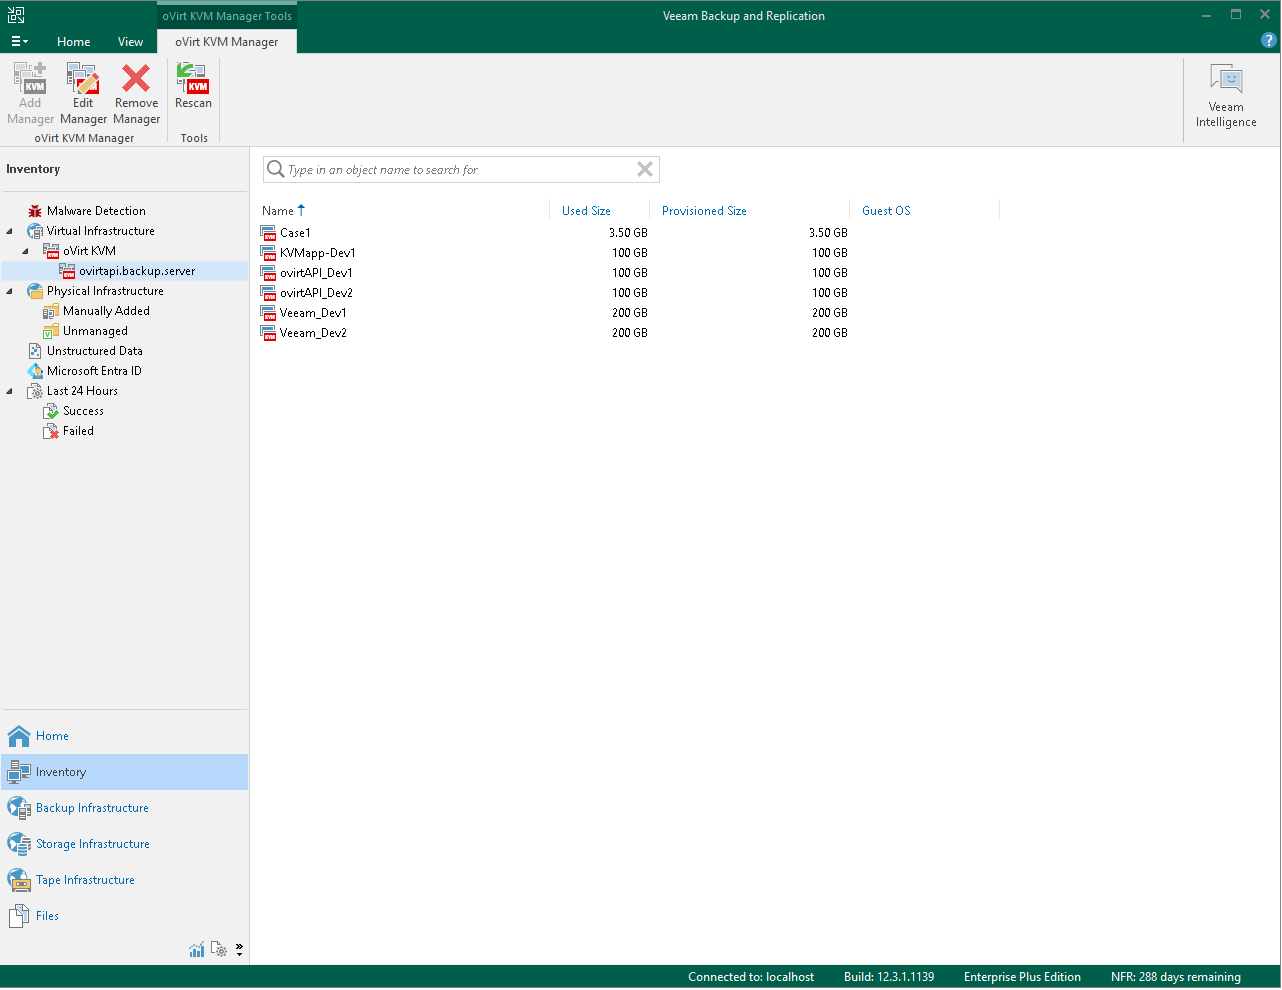 oVirt KVM Manager Tools
Veeam Backup and Replication
Home
View
oVirt KVM Manager
Add Manager
Edit Manager
Remove Manager
Rescan
oVirt KVM Manager
Tools
Veeam Intelligence
Inventory
Type in an object name to search for
Malware Detection
Virtual Infrastructure
oVirt KVM
ovirtapi.backup.server
Physical Infrastructure
Manually Added
Unmanaged
Unstructured Data
Microsoft Entra ID
Last 24 Hours
Success
Failed
Name Used Size Provisioned Size Guest OS
Case1 3.50 GB 3.50 GB
KVMapp-Dev1 100 GB 100 GB
ovirtAPI_Dev1 100 GB 100 GB
ovirtAPI_Dev2 100 GB 100 GB
Veeam_Dev1 200 GB 200 GB
Veeam_Dev2 200 GB 200 GB
Home
Inventory
Backup Infrastructure
Storage Infrastructure
Tape Infrastructure
Files
Connected to: localhost
Build: 12.3.1.1139
Enterprise Plus Edition
NFR: 288 days remaining